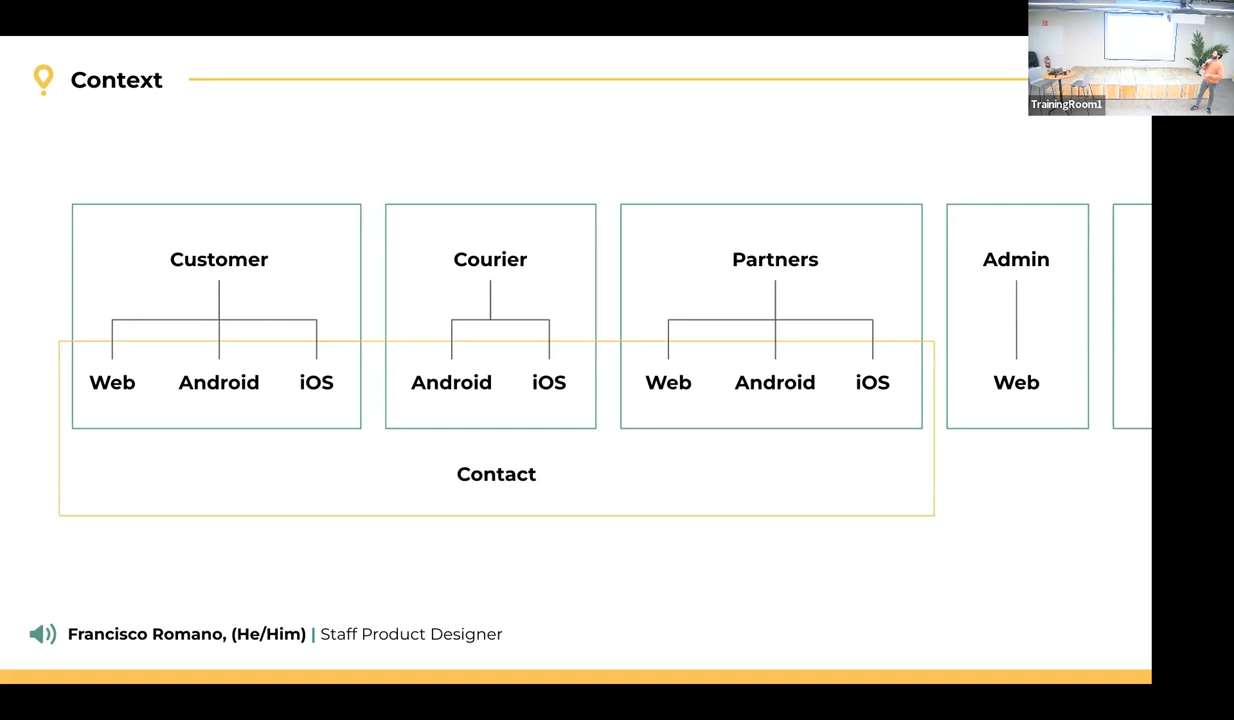 Context
TrainingRoom1
Customer
Courier
Partners
Admin
Web Android iOS
Android iOS
Web Android iOS
Web
Contact
Francisco Romano, (He/Him) | Staff Product Designer